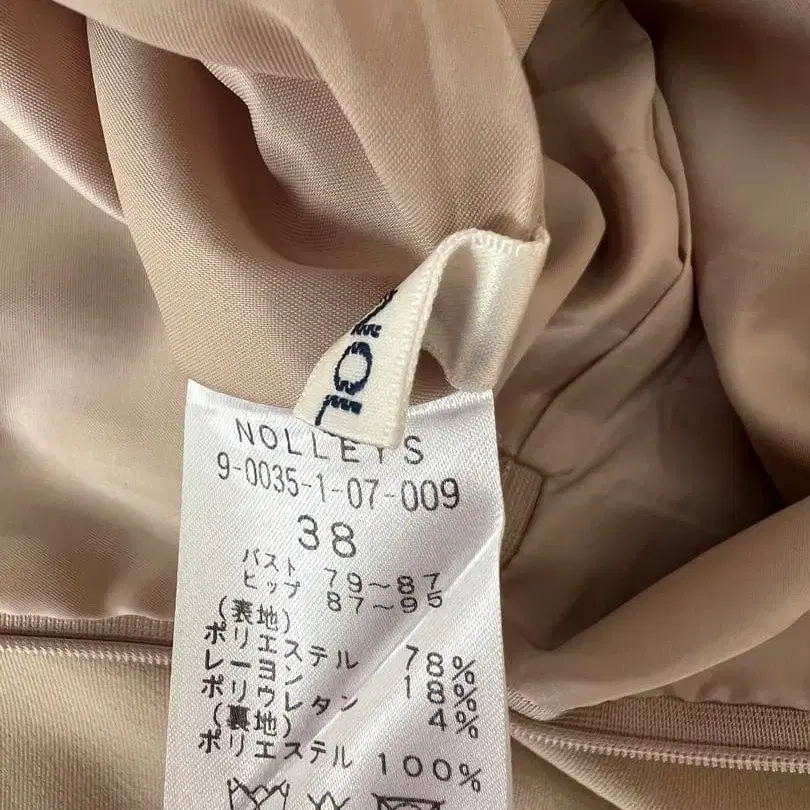 NOL
NOLLEYS
9-0035-1-07-009
38
バスト 79~87
ヒップ 87~95
(表地)
ポリエステル 78%
レーヨン 18%
ポリウレタン 4%
(裏地)
ポリエステル 100%